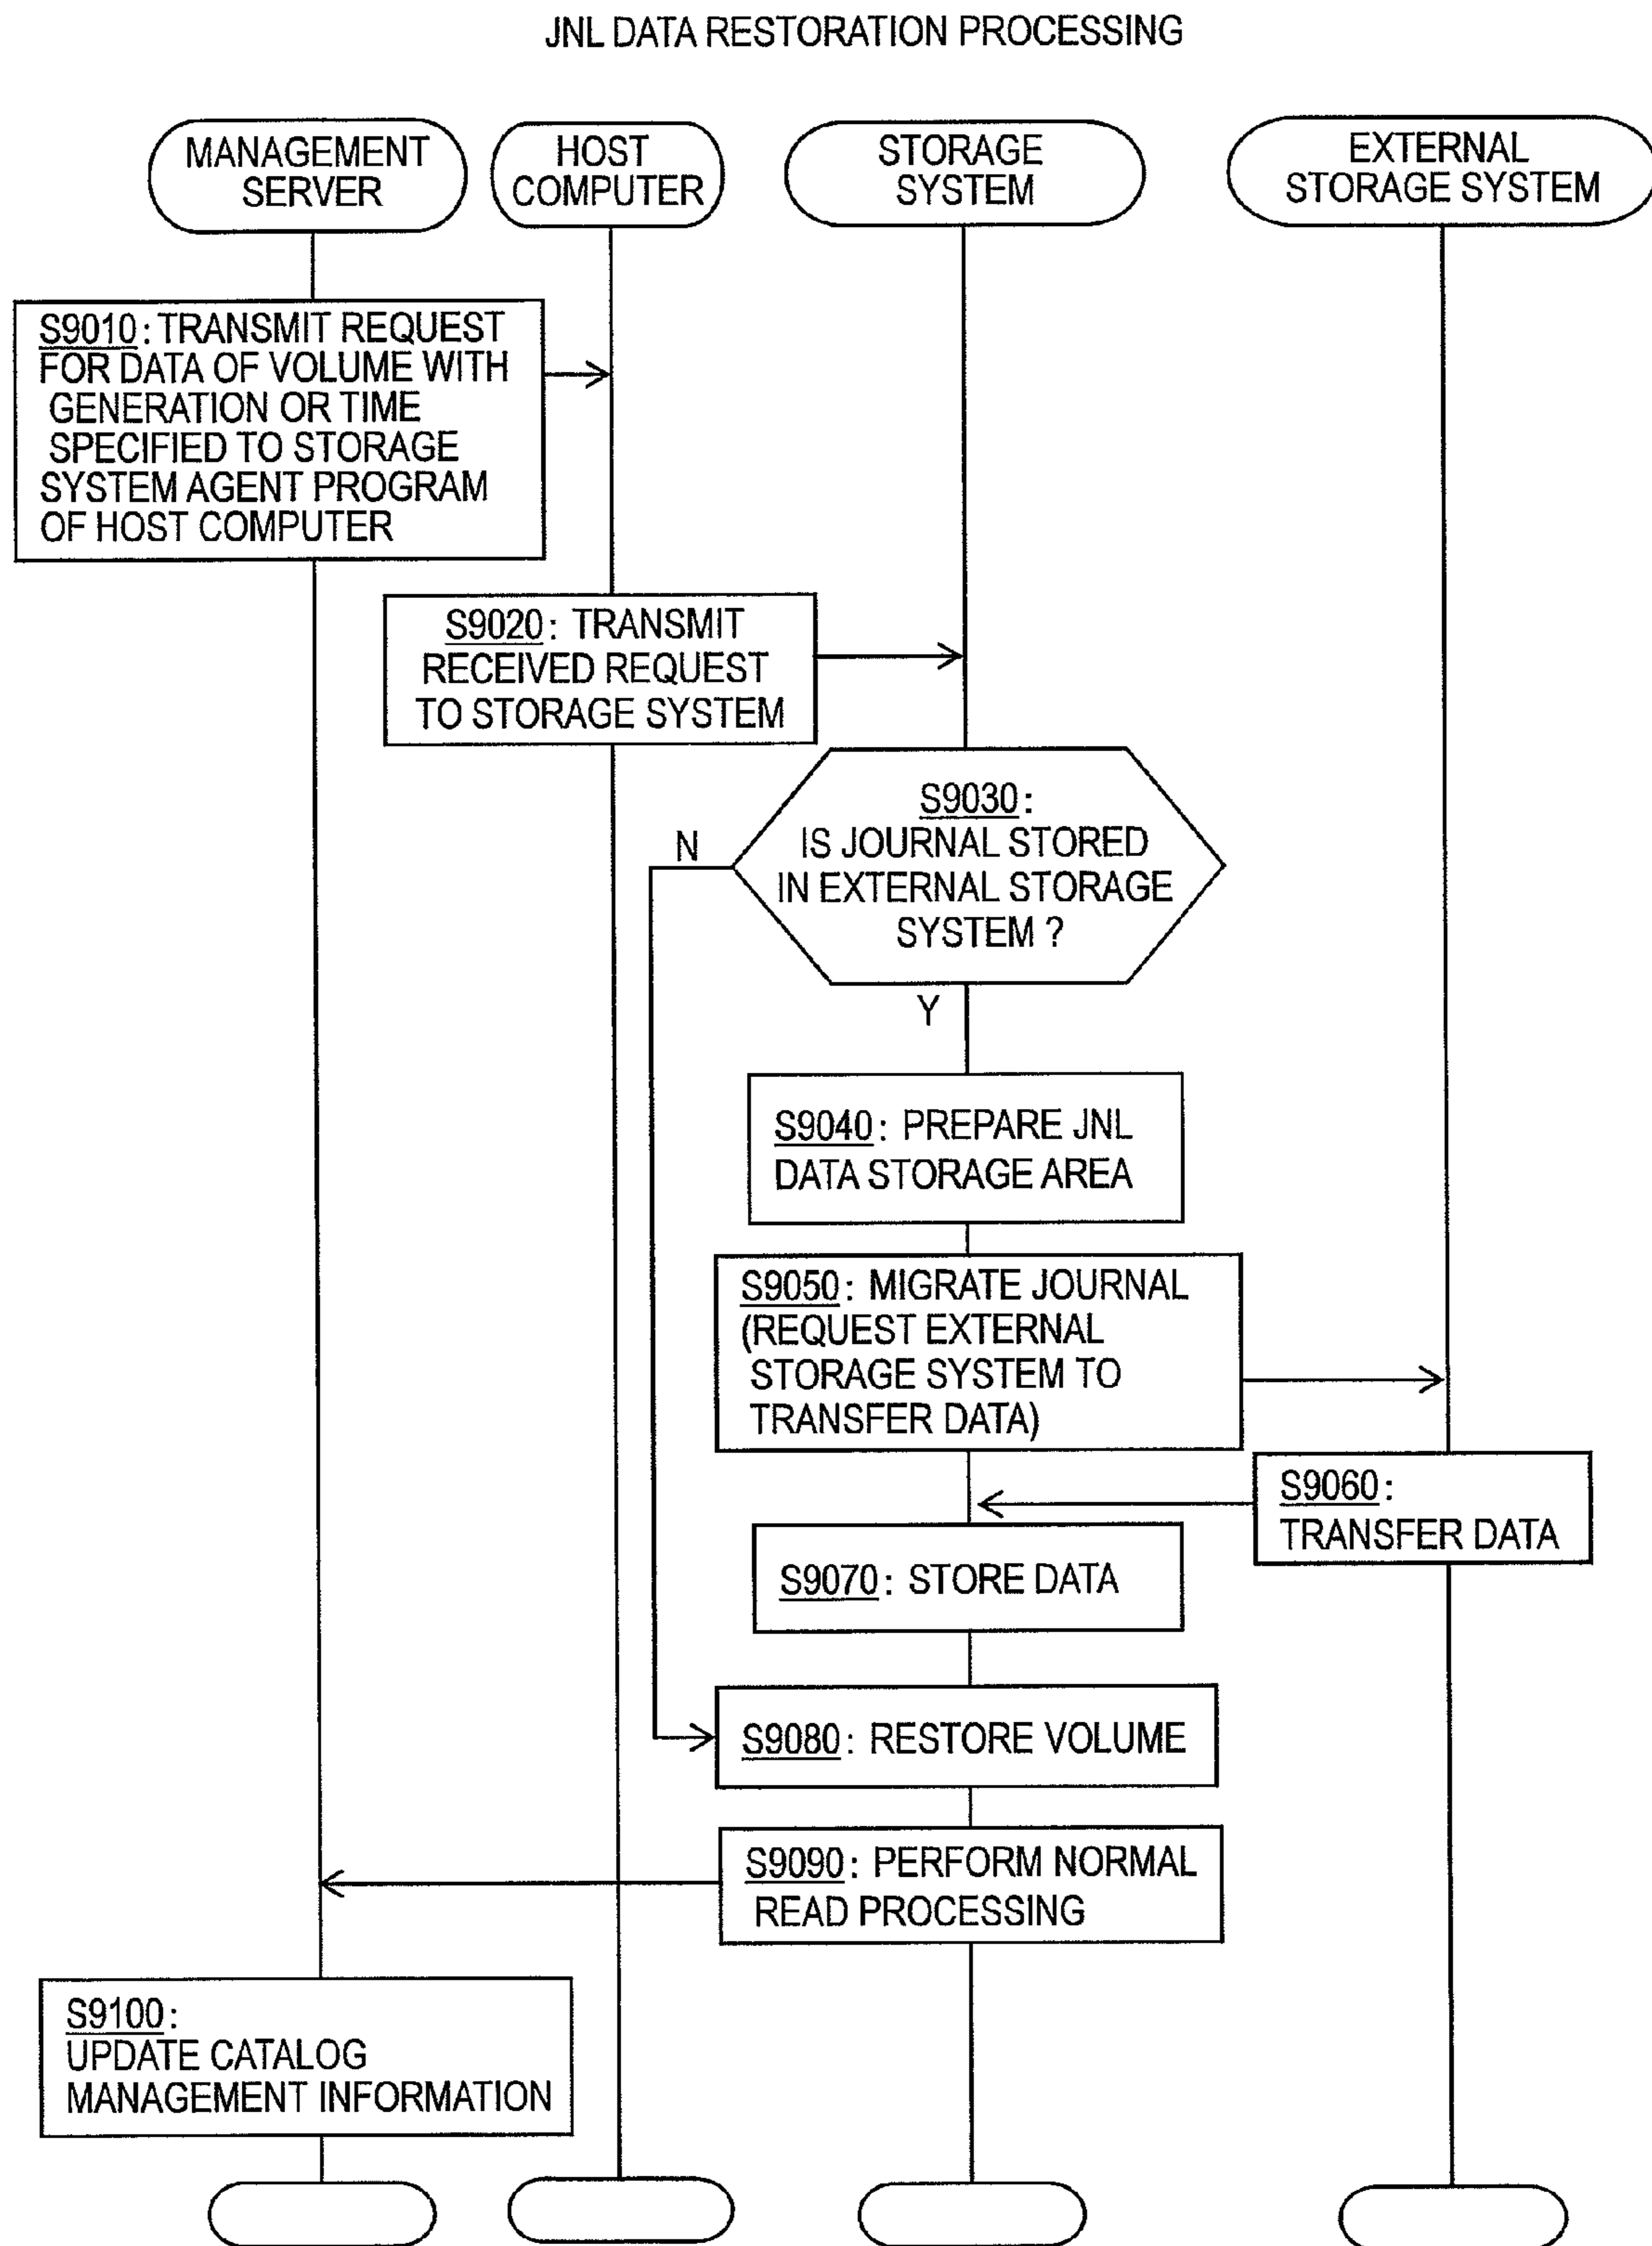 JNL DATA RESTORATION PROCESSING
MANAGEMENT
SERVER
HOST
COMPUTER
STORAGE
SYSTEM
EXTERNAL
STORAGE SYSTEM
S9010: TRANSMIT REQUEST
FOR DATA OF VOLUME WITH
GENERATION OR TIME
SPECIFIED TO STORAGE
SYSTEM AGENT PROGRAM
OF HOST COMPUTER
S9020: TRANSMIT
RECEIVED REQUEST
TO STORAGE SYSTEM
S9030:
IS JOURNAL STORED
IN EXTERNAL STORAGE
SYSTEM ?
N
Y
S9040: PREPARE JNL
DATA STORAGE AREA
S9050: MIGRATE JOURNAL
(REQUEST EXTERNAL
STORAGE SYSTEM TO
TRANSFER DATA)
S9060:
TRANSFER DATA
S9070: STORE DATA
S9080: RESTORE VOLUME
S9090: PERFORM NORMAL
READ PROCESSING
S9100:
UPDATE CATALOG
MANAGEMENT INFORMATION